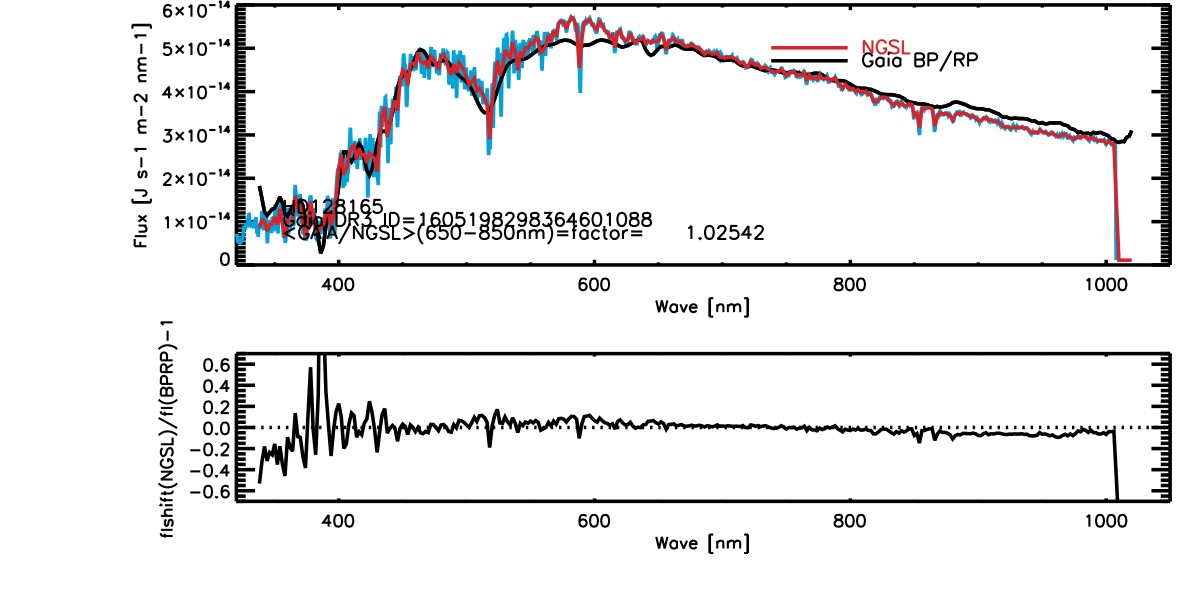 6×10⁻¹⁴
5×10⁻¹⁴
4×10⁻¹⁴
3×10⁻¹⁴
2×10⁻¹⁴
1×10⁻¹⁴
0
Flux [J s−1 m−2 nm−1]
NGSL
Gaia BP/RP
HD128165
Gaia DR3 ID=1605198298364601088
<GAIA/NGSL>(650−850nm)=factor= 1.02542
400 600 800 1000
Wave [nm]
0.6
0.4
0.2
0.0
−0.2
−0.4
−0.6
flshift(NGSL)/fl(BPRP)−1
400 600 800 1000
Wave [nm]